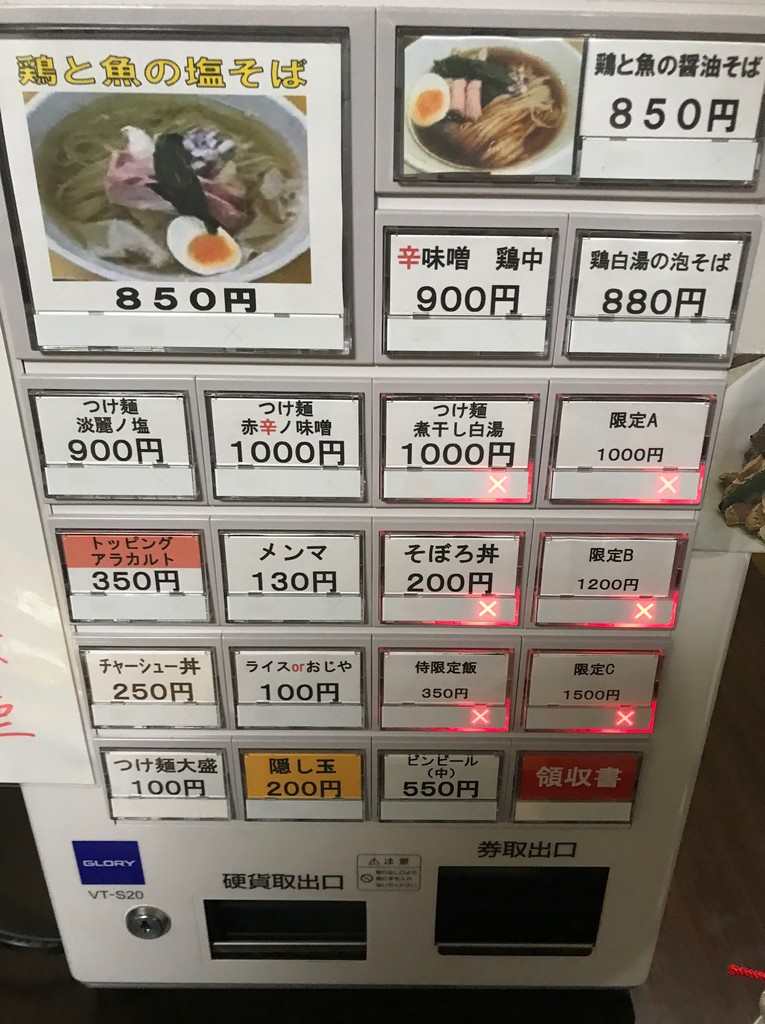 鶏と魚の塩そば
850円
鶏と魚の醤油そば
850円
辛味噌 鶏中
900円
鶏白湯の泡そば
880円
つけ麺
淡麗ノ塩
900円
つけ麺
赤辛ノ味噌
1000円
つけ麺
煮干し白湯
1000円
×
限定A
1000円
×
トッピング
アラカルト
350円
メンマ
130円
そぼろ丼
200円
×
限定B
1200円
×
チャーシュー丼
250円
ライスorおじや
100円
侍限定飯
350円
×
限定C
1500円
×
つけ麺大盛
100円
隠し玉
200円
ビンビール
(中)
550円
領収書
GLORY
VT-S20
硬貨取出口
⚠注意
券取出口